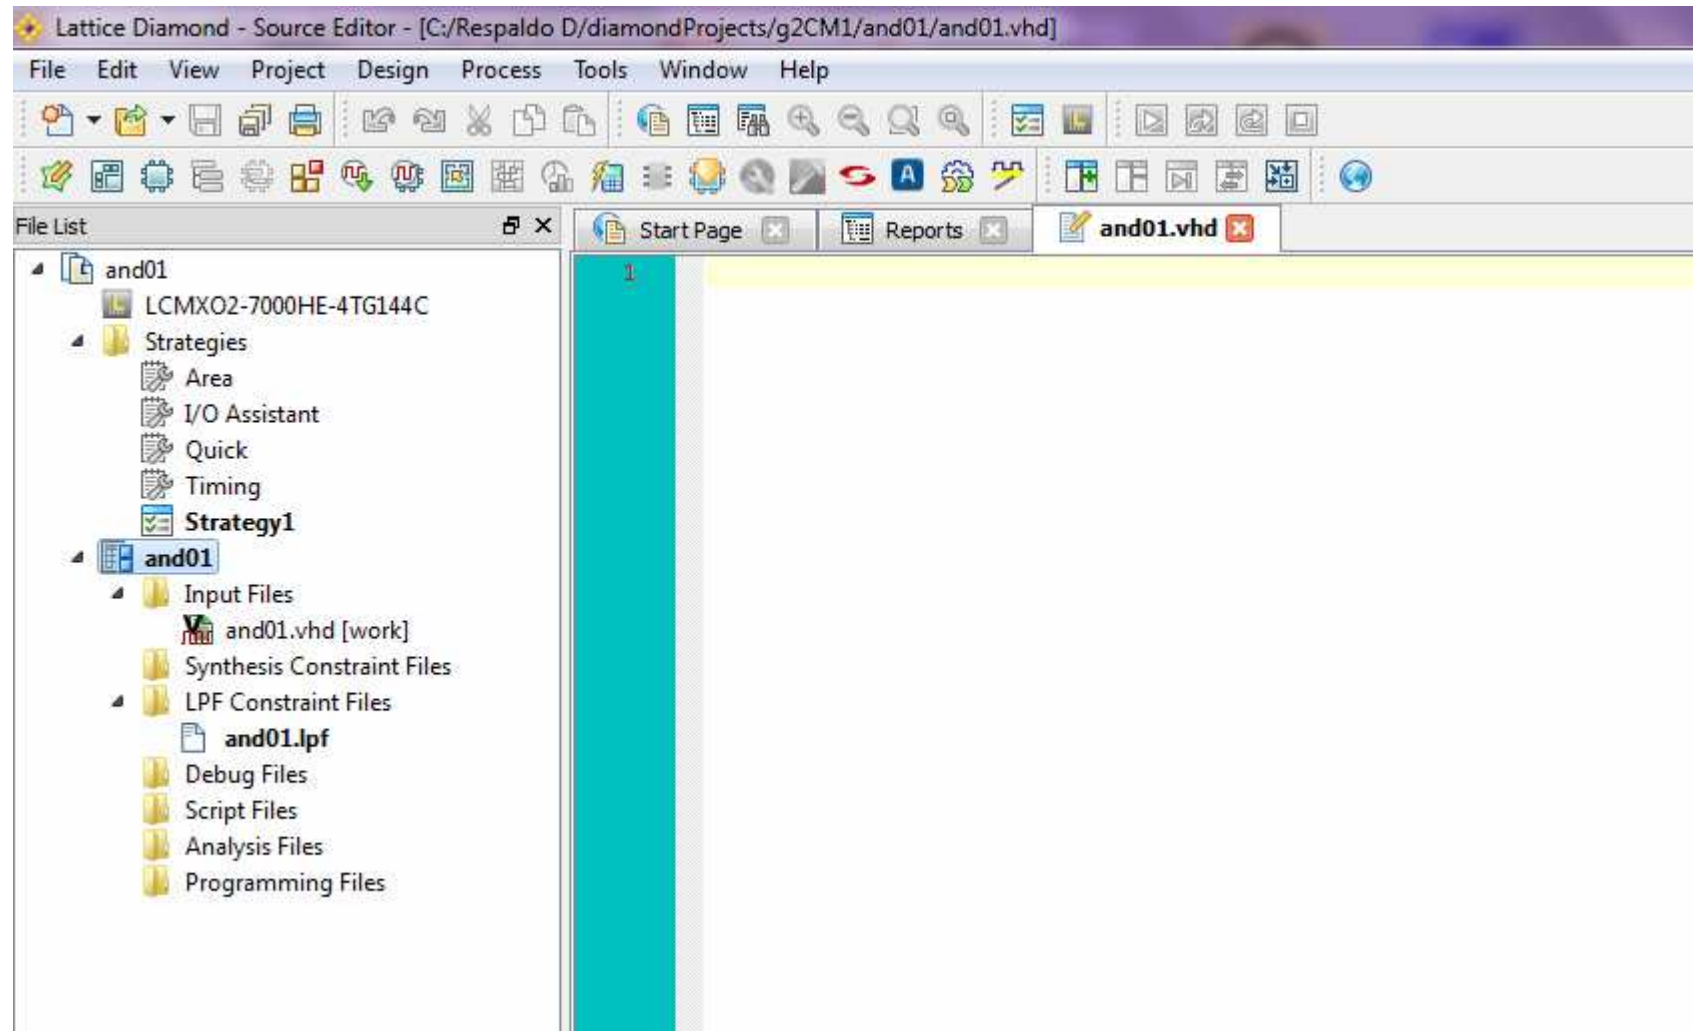 Lattice Diamond - Source Editor - [C:/Respaldo D/diamondProjects/g2CM1/and01/and01.vhd]
File Edit View Project Design Process Tools Window Help
File List
Start Page Reports and01.vhd
1
and01
LCMXO2-7000HE-4TG144C
Strategies
Area
I/O Assistant
Quick
Timing
Strategy1
and01
Input Files
and01.vhd [work]
Synthesis Constraint Files
LPF Constraint Files
and01.lpf
Debug Files
Script Files
Analysis Files
Programming Files